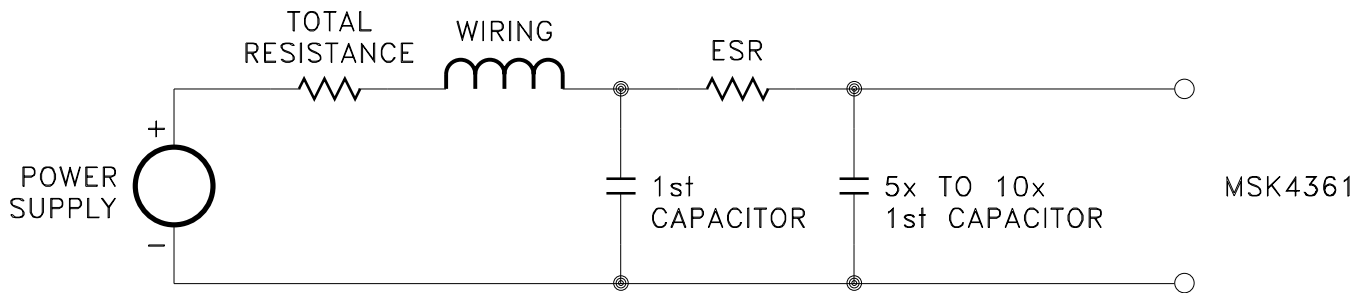 TOTAL
RESISTANCE
WIRING
ESR
+
POWER
SUPPLY
−
1st
CAPACITOR
5x TO 10x
1st CAPACITOR
MSK4361